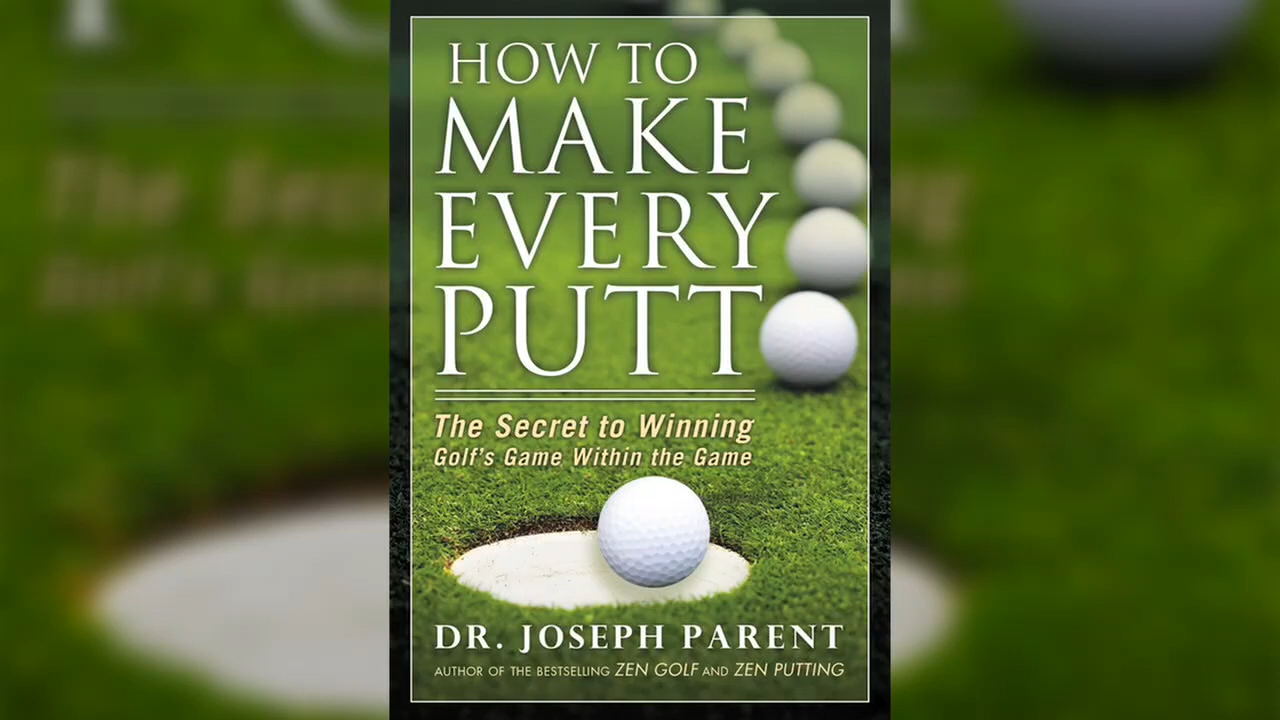 HOW TO
MAKE
EVERY
PUTT
The Secret to Winning
Golf's Game Within the Game
DR. JOSEPH PARENT
AUTHOR OF THE BESTSELLING ZEN GOLF AND ZEN PUTTING